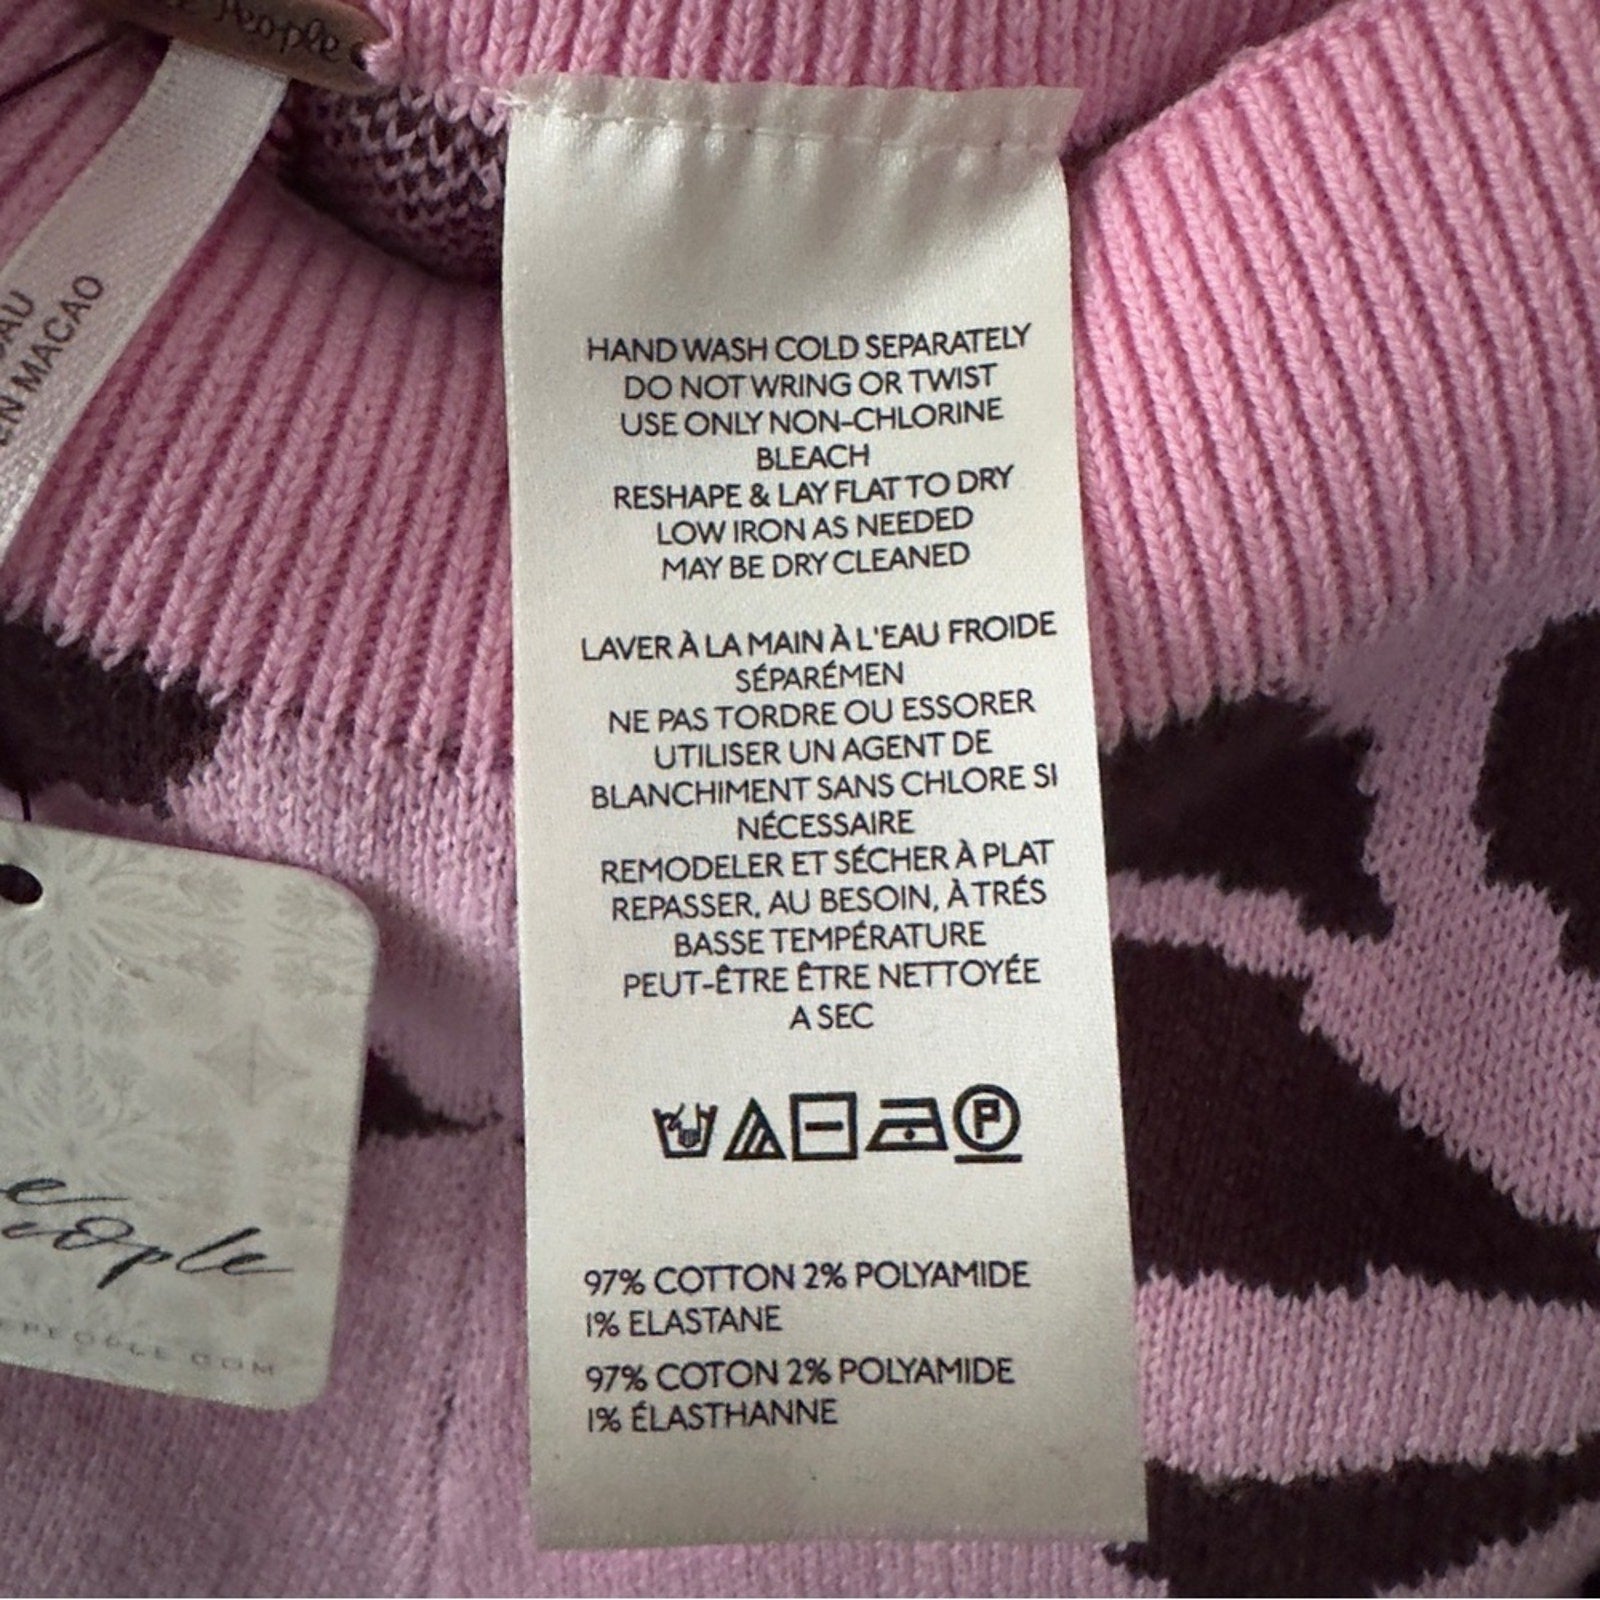 People
EN MACAO
HAND WASH COLD SEPARATELY
DO NOT WRING OR TWIST
USE ONLY NON-CHLORINE
BLEACH
RESHAPE & LAY FLAT TO DRY
LOW IRON AS NEEDED
MAY BE DRY CLEANED
LAVER À LA MAIN À L'EAU FROIDE
SÉPARÉMEN
NE PAS TORDRE OU ESSORER
UTILISER UN AGENT DE
BLANCHIMENT SANS CHLORE SI
NÉCESSAIRE
REMODELER ET SÉCHER À PLAT
REPASSER, AU BESOIN, À TRÉS
BASSE TEMPÉRATURE
PEUT-ÊTRE ÊTRE NETTOYÉE
A SEC
P
97% COTTON 2% POLYAMIDE
1% ELASTANE
97% COTON 2% POLYAMIDE
1% ÉLASTHANNE
people
EPEOPLE.COM